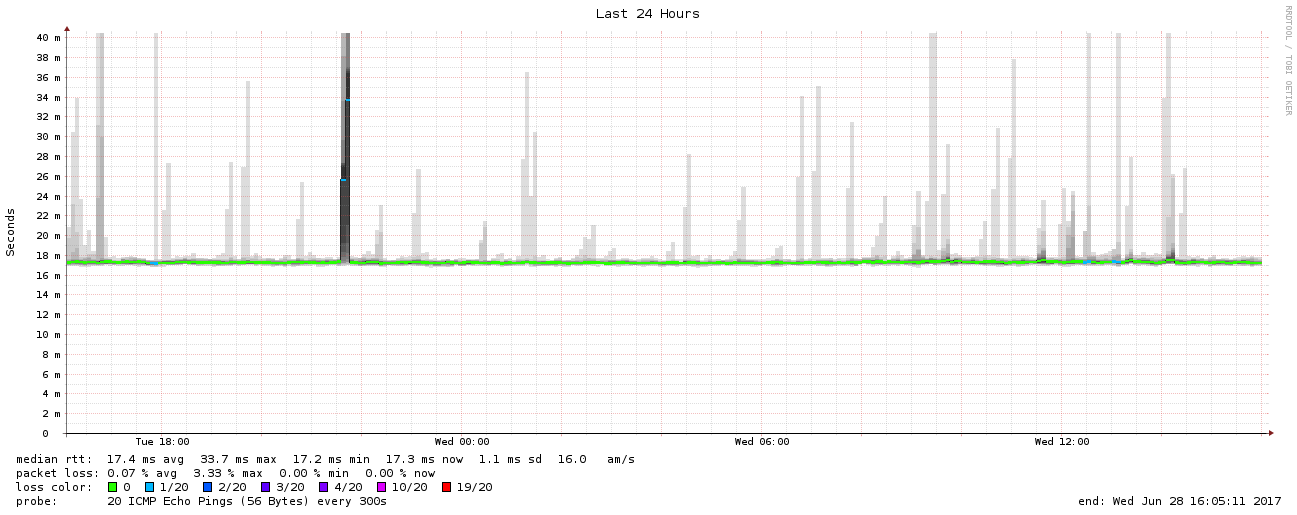 Last 24 Hours
RRDTOOL / TOBI OETIKER
Seconds
40 m
38 m
36 m
34 m
32 m
30 m
28 m
26 m
24 m
22 m
20 m
18 m
16 m
14 m
12 m
10 m
8 m
6 m
4 m
2 m
0
Tue 18:00 Wed 00:00 Wed 06:00 Wed 12:00
median rtt: 17.4 ms avg 33.7 ms max 17.2 ms min 17.3 ms now 1.1 ms sd 16.0 am/s
packet loss: 0.07 % avg 3.33 % max 0.00 % min 0.00 % now
loss color: 0 1/20 2/20 3/20 4/20 10/20 19/20
probe: 20 ICMP Echo Pings (56 Bytes) every 300s end: Wed Jun 28 16:05:11 2017